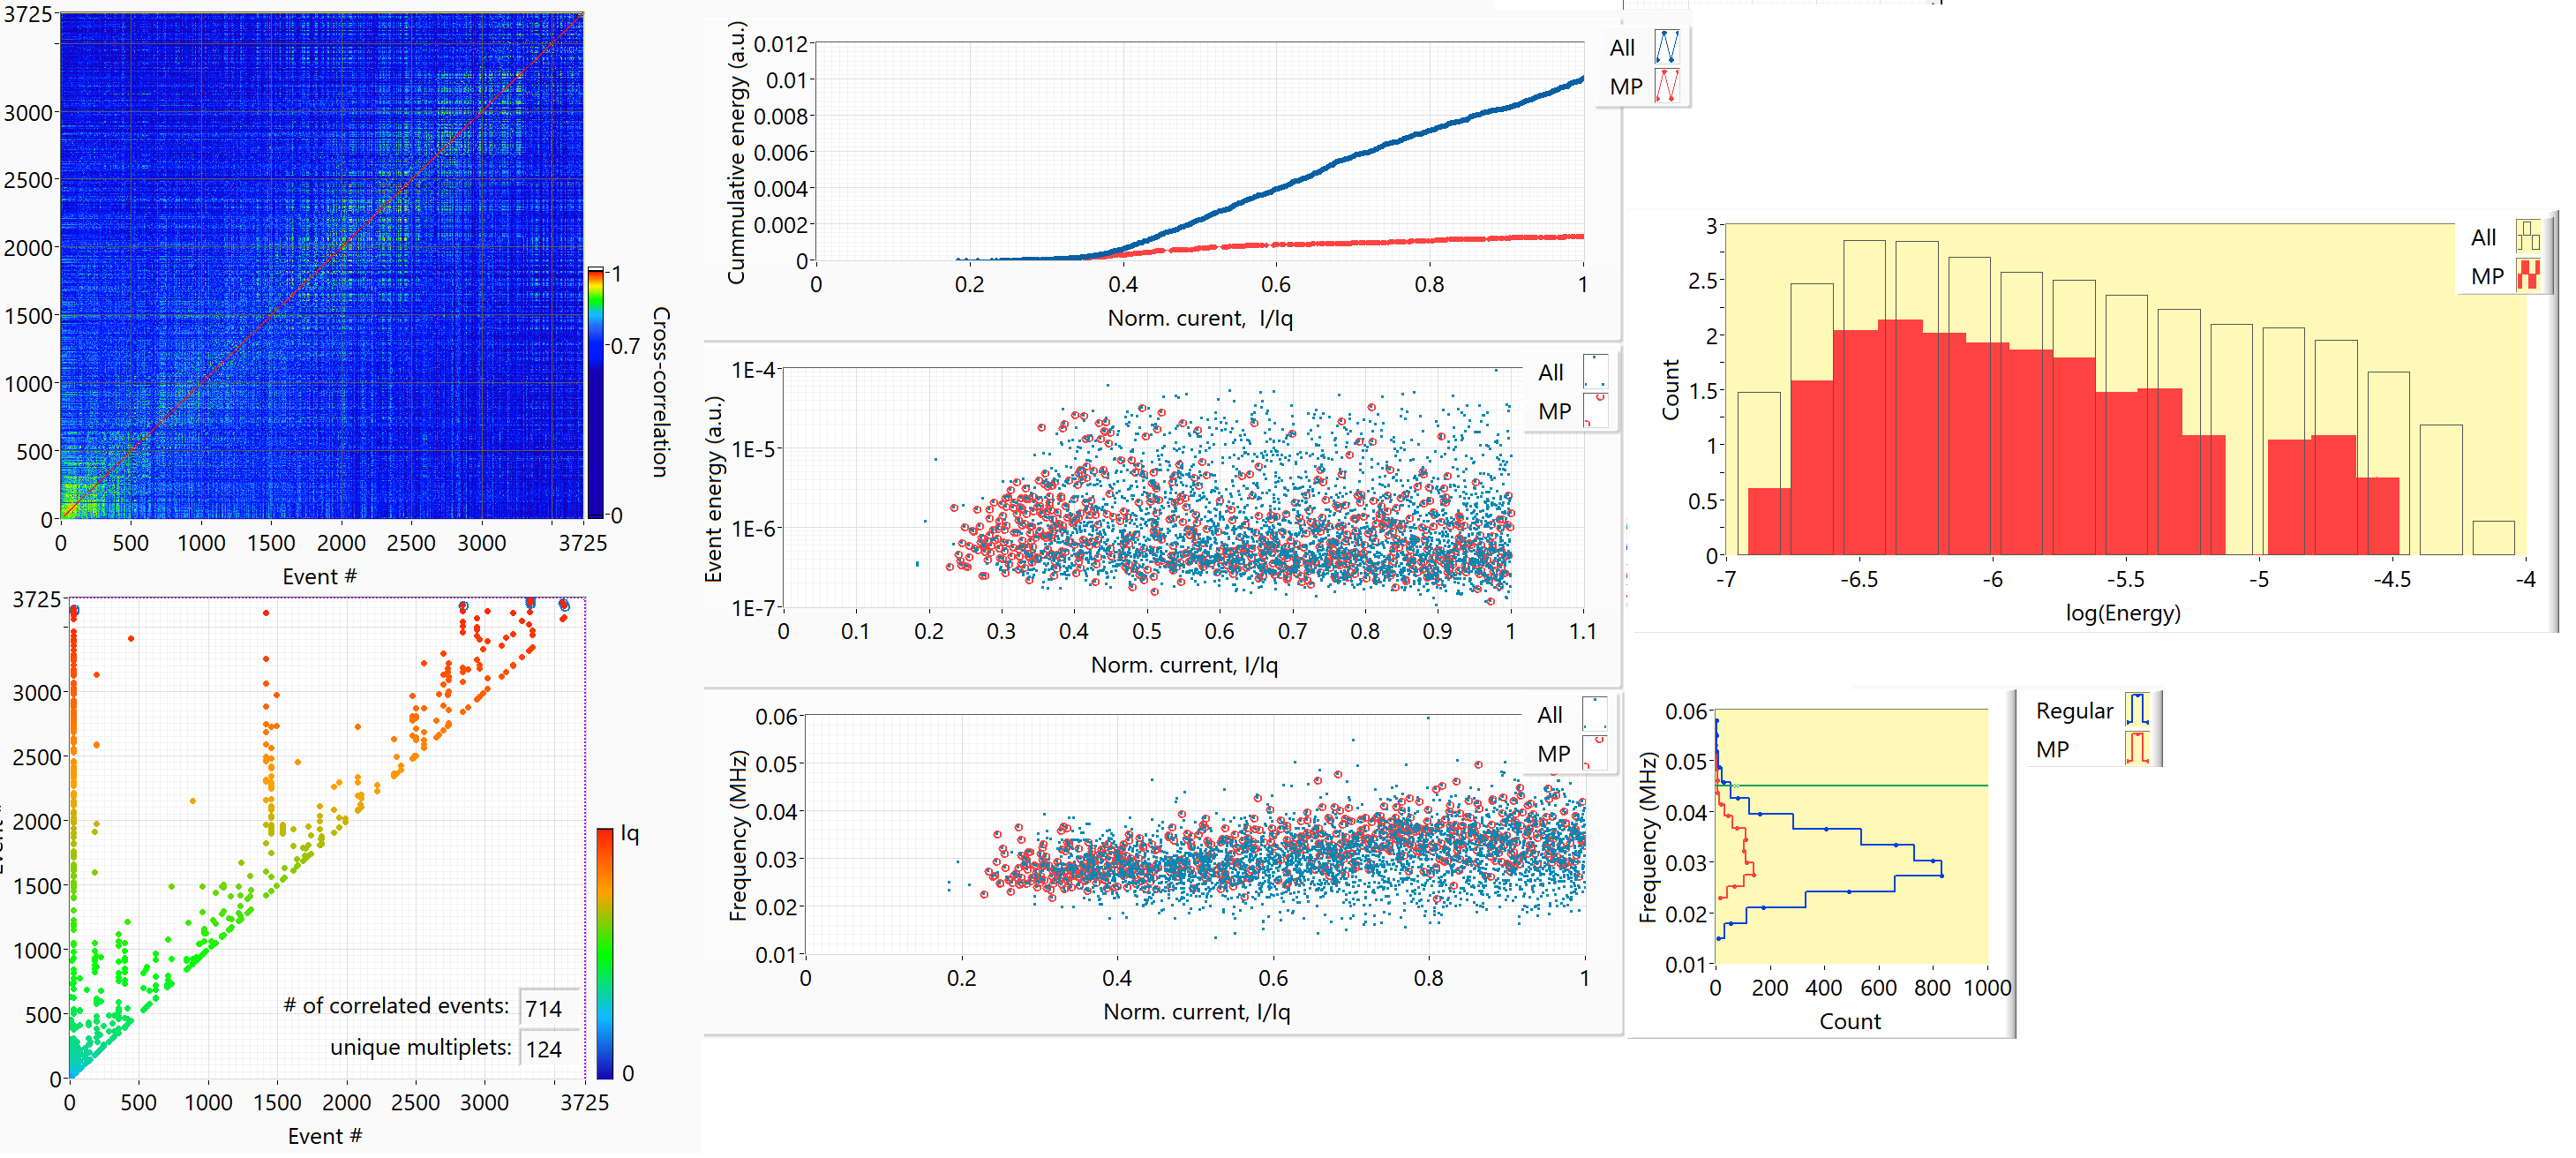 3725
3000
2500
2000
1500
1000
500
0
0 500 1000 1500 2000 2500 3000 3725
Event #
1
0.7
0
Cross-correlation
3725
3000
2500
2000
1500
1000
500
0
0 500 1000 1500 2000 2500 3000 3725
Event #
# of correlated events: 714
unique multiplets: 124
Iq
0
Cummulative energy (a.u.)
0.012
0.01
0.008
0.006
0.004
0.002
0
0 0.2 0.4 0.6 0.8 1
Norm. curent, I/Iq
All
MP
Event energy (a.u.)
1E-4
1E-5
1E-6
1E-7
0 0.1 0.2 0.3 0.4 0.5 0.6 0.7 0.8 0.9 1 1.1
Norm. current, I/Iq
All
MP
Frequency (MHz)
0.06
0.05
0.04
0.03
0.02
0.01
0 0.2 0.4 0.6 0.8 1
Norm. current, I/Iq
All
MP
Count
3
2.5
2
1.5
1
0.5
0
-7 -6.5 -6 -5.5 -5 -4.5 -4
log(Energy)
All
MP
Frequency (MHz)
0.06
0.05
0.04
0.03
0.02
0.01
0 200 400 600 800 1000
Count
Regular
MP